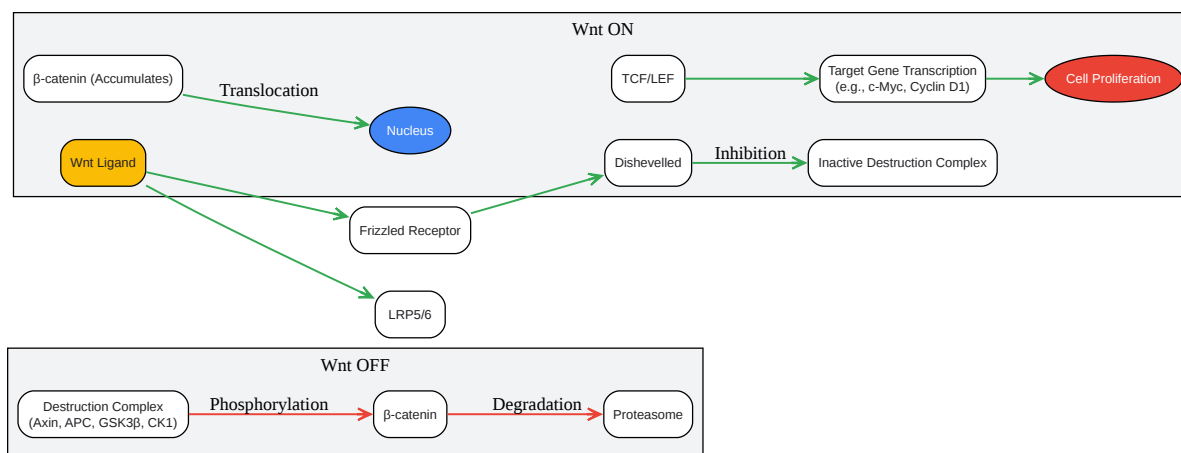 Wnt ON
β-catenin (Accumulates)
Translocation
Nucleus
TCF/LEF
Target Gene Transcription
(e.g., c-Myc, Cyclin D1)
Cell Proliferation
Wnt Ligand
Dishevelled
Inhibition
Inactive Destruction Complex
Frizzled Receptor
LRP5/6
Wnt OFF
Destruction Complex
(Axin, APC, GSK3β, CK1)
Phosphorylation
β-catenin
Degradation
Proteasome